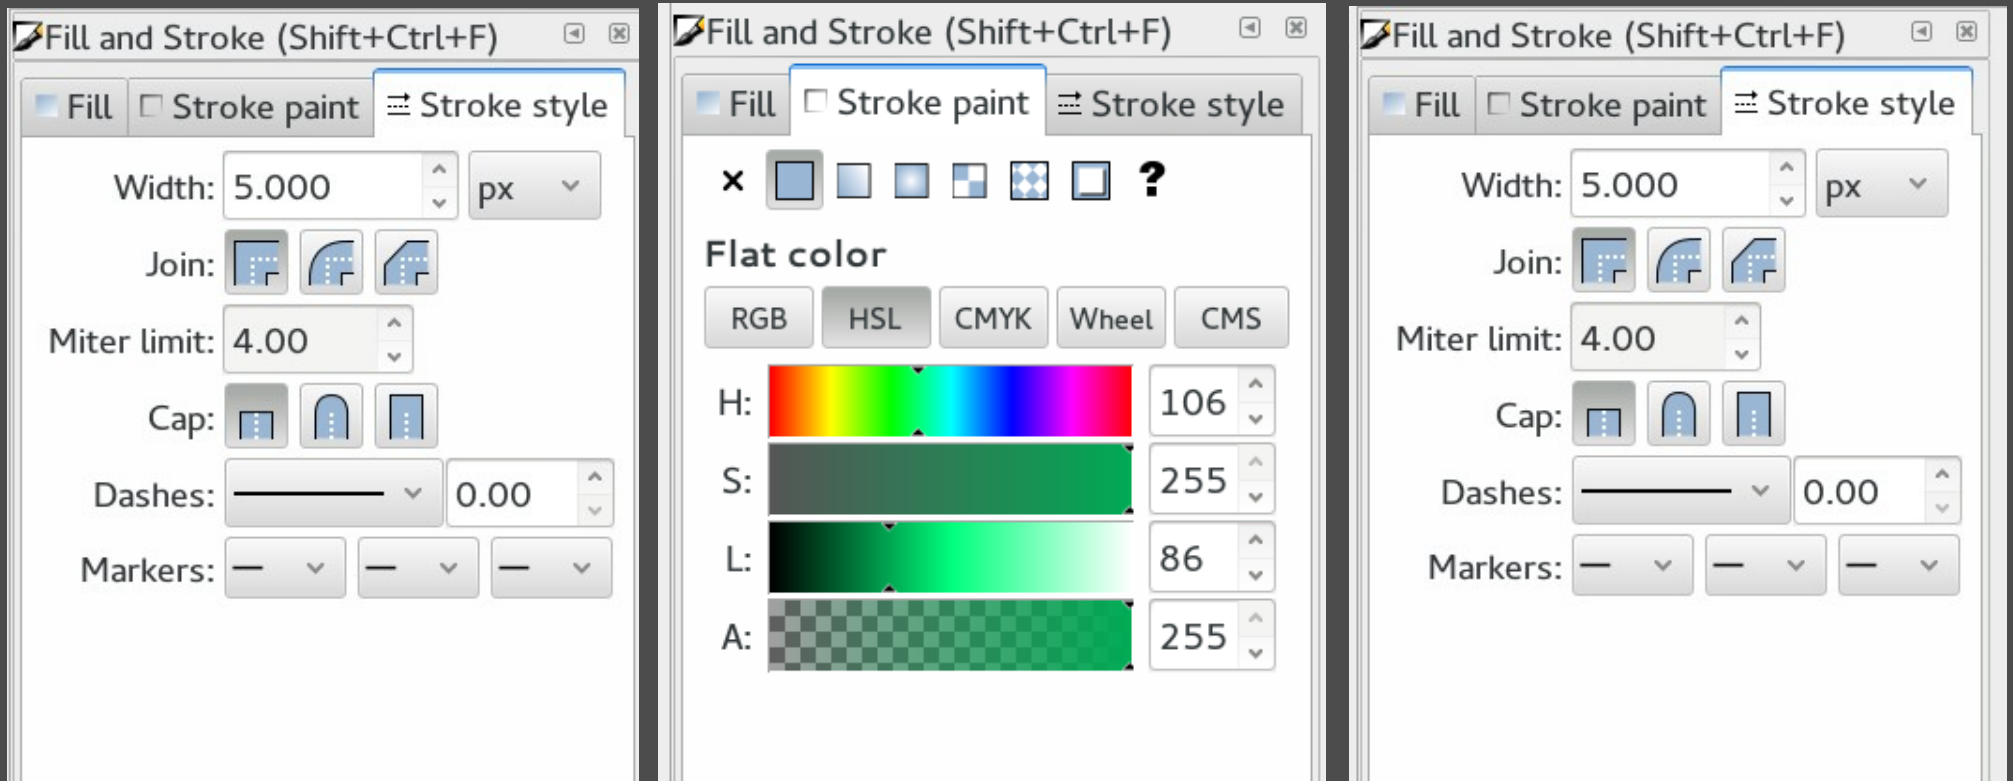 Fill and Stroke (Shift+Ctrl+F)
Fill Stroke paint Stroke style
Width: 5.000 px
Join:
Miter limit: 4.00
Cap:
Dashes: 0.00
Markers:
Fill and Stroke (Shift+Ctrl+F)
Fill Stroke paint Stroke style
?
Flat color
RGB HSL CMYK Wheel CMS
H: 106
S: 255
L: 86
A: 255
Fill and Stroke (Shift+Ctrl+F)
Fill Stroke paint Stroke style
Width: 5.000 px
Join:
Miter limit: 4.00
Cap:
Dashes: 0.00
Markers: